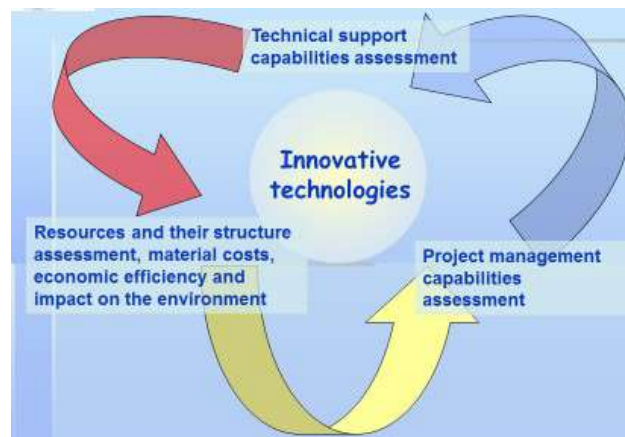 Technical support
capabilities assessment
Innovative
technologies
Resources and their structure
assessment, material costs,
economic efficiency and
impact on the environment
Project management
capabilities
assessment